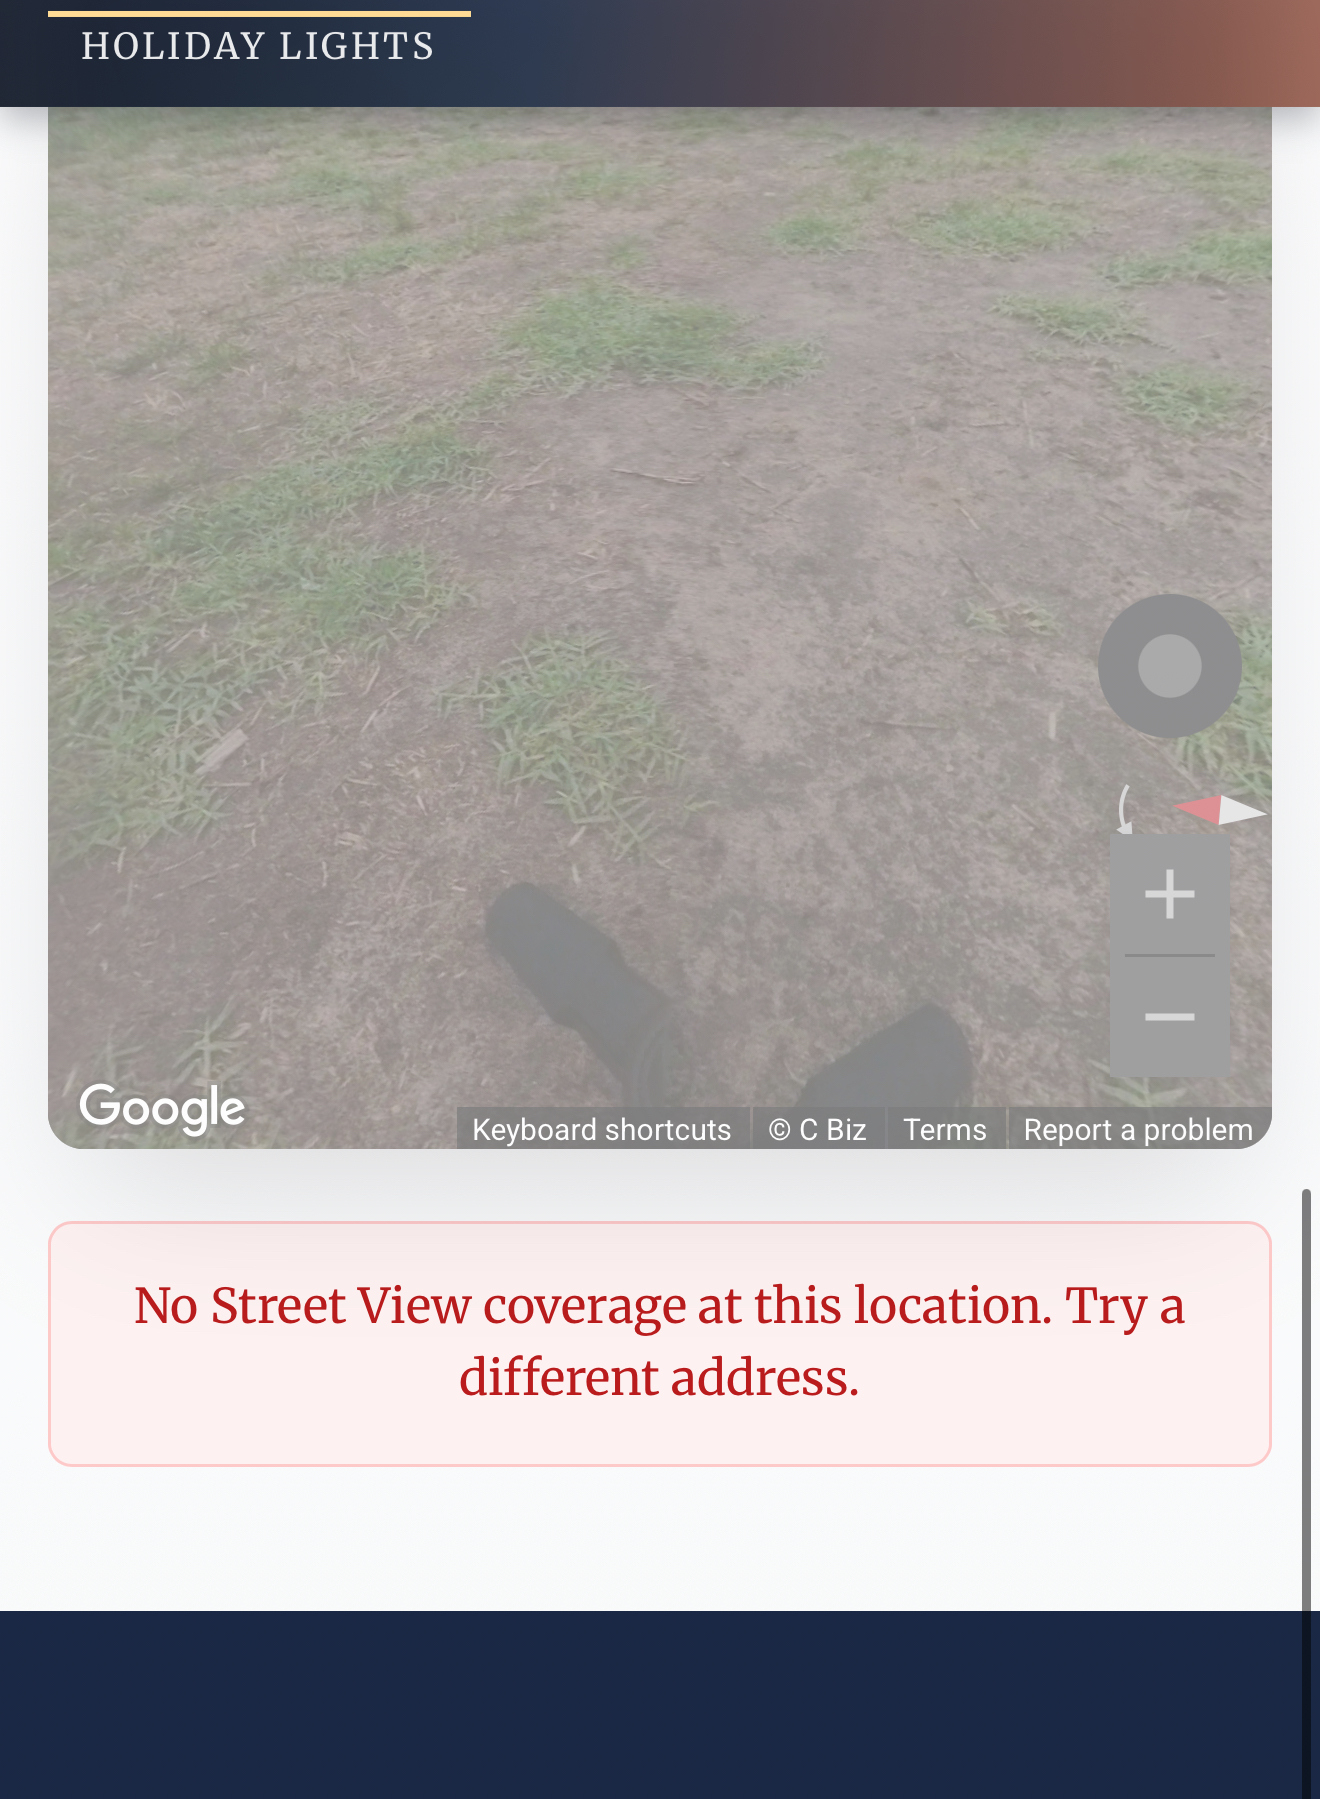 HOLIDAY LIGHTS
Google
Keyboard shortcuts
© C Biz
Terms
Report a problem
No Street View coverage at this location. Try a
different address.